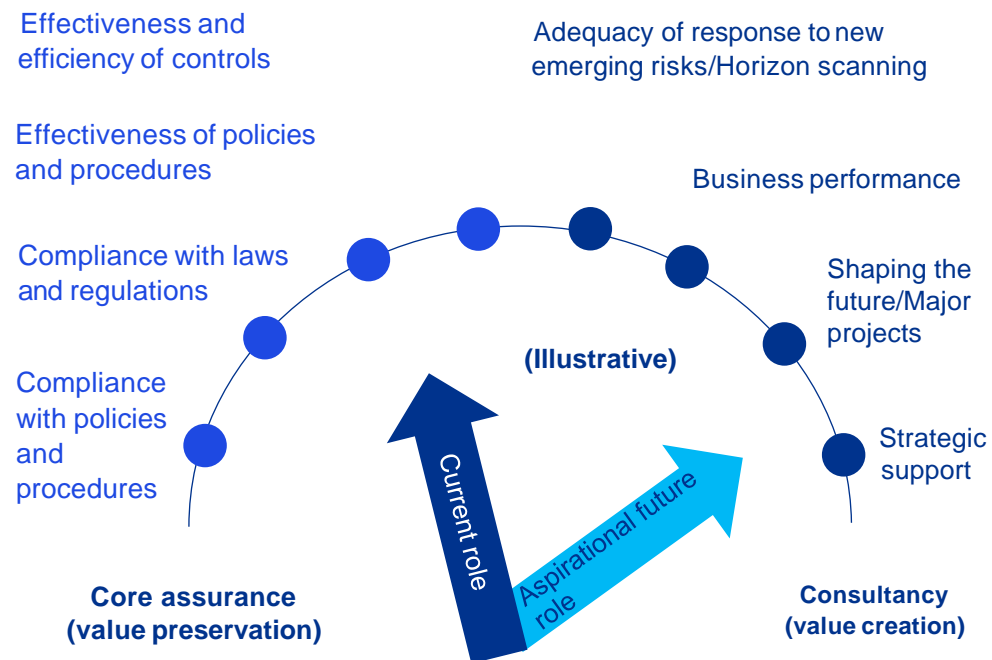 Effectiveness and
efficiency of controls
Adequacy of response to new
emerging risks/Horizon scanning
Effectiveness of policies
and procedures
Business performance
Compliance with laws
and regulations
Shaping the
future/Major
projects
(Illustrative)
Compliance
with policies
and
procedures
Strategic
support
Current role
Aspirational future
role
Core assurance
(value preservation)
Consultancy
(value creation)